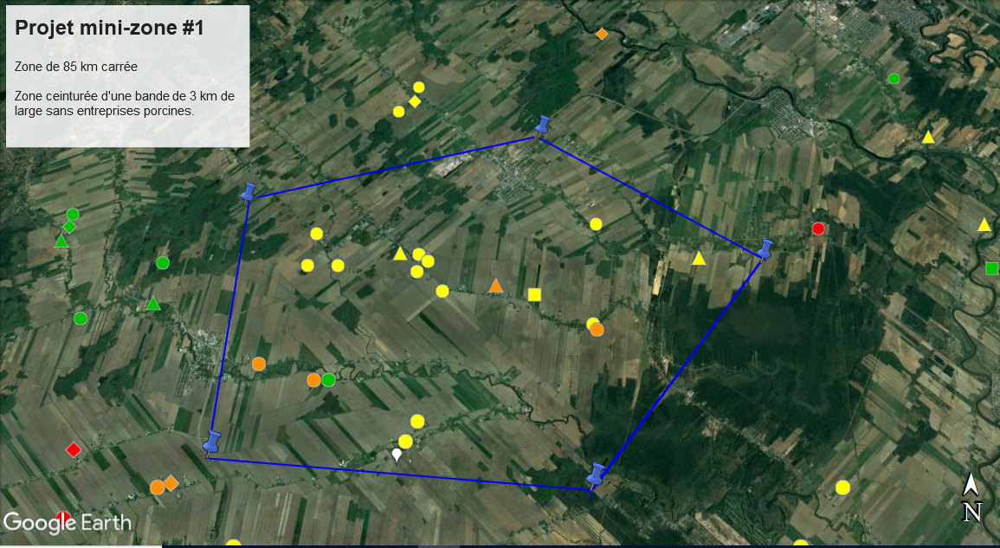 Projet mini-zone #1
Zone de 85 km carrée
Zone ceinturée d'une bande de 3 km de
large sans entreprises porcines.
Google Earth
N